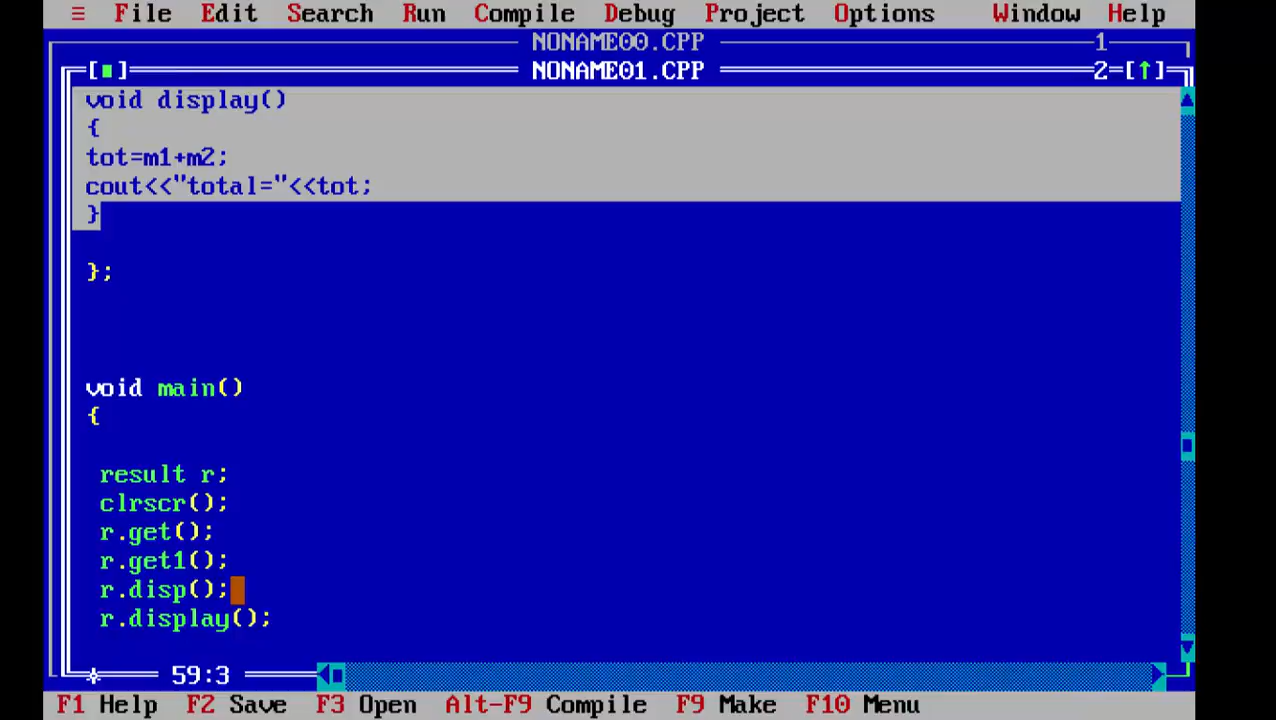 ≡ File Edit Search Run Compile Debug Project Options Window Help
NONAME00.CPP 1
[■] NONAME01.CPP 2=[↑]
void display()
{
tot=m1+m2;
cout<<"total="<<tot;
}
};
void main()
{
result r;
clrscr();
r.get();
r.get1();
r.disp();
r.display();
59:3
F1 Help F2 Save F3 Open Alt-F9 Compile F9 Make F10 Menu